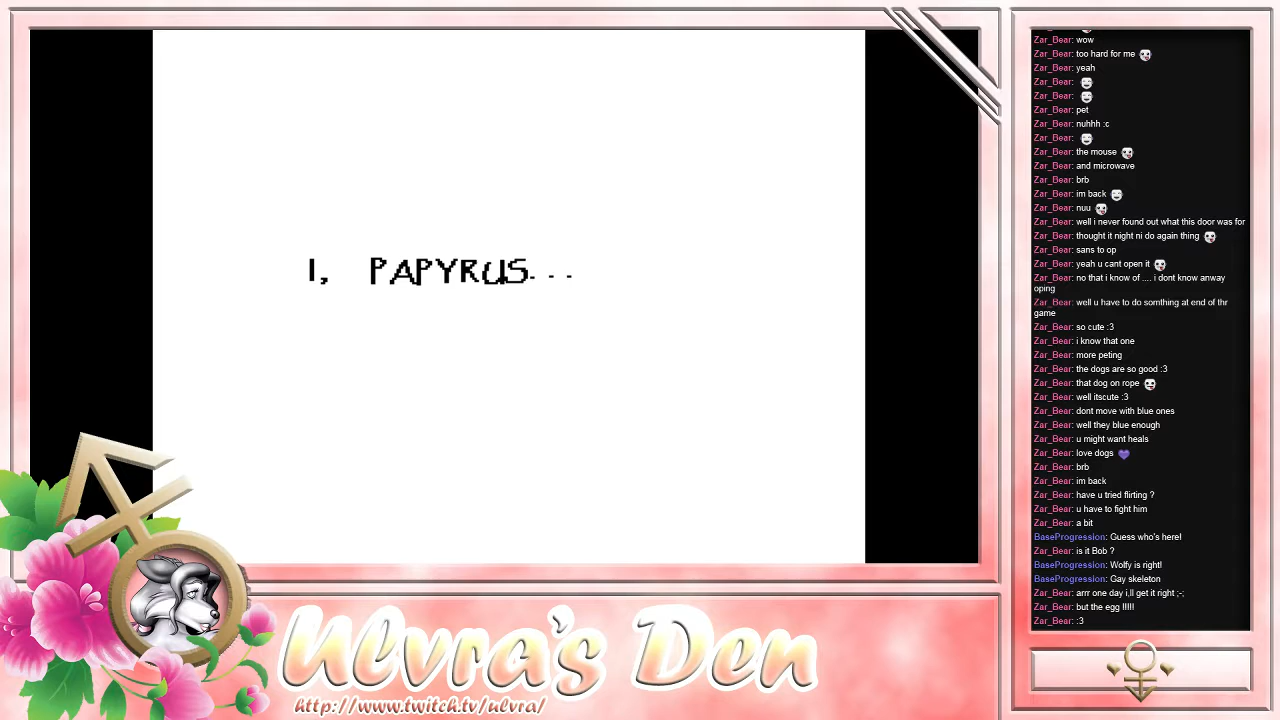 I, PAPYRUS...
Zar_Bear: wow
Zar_Bear: too hard for me
Zar_Bear: yeah
Zar_Bear:
Zar_Bear:
Zar_Bear: pet
Zar_Bear: nuhhh :c
Zar_Bear:
Zar_Bear: the mouse
Zar_Bear: and microwave
Zar_Bear: brb
Zar_Bear: im back
Zar_Bear: nuu
Zar_Bear: well i never found out what this door was for
Zar_Bear: thought it night ni do again thing
Zar_Bear: sans to op
Zar_Bear: yeah u cant open it
Zar_Bear: no that i know of .... i dont know anway
oping
Zar_Bear: well u have to do somthing at end of thr
game
Zar_Bear: so cute :3
Zar_Bear: i know that one
Zar_Bear: more peting
Zar_Bear: the dogs are so good :3
Zar_Bear: that dog on rope
Zar_Bear: well itscute :3
Zar_Bear: dont move with blue ones
Zar_Bear: well they blue enough
Zar_Bear: u might want heals
Zar_Bear: love dogs
Zar_Bear: brb
Zar_Bear: im back
Zar_Bear: have u tried flirting ?
Zar_Bear: u have to fight him
Zar_Bear: a bit
BaseProgression: Guess who's here!
Zar_Bear: is it Bob ?
BaseProgression: Wolfy is right!
BaseProgression: Gay skeleton
Zar_Bear: arrr one day i,ll get it right ;-;
Zar_Bear: but the egg !!!!!
Zar_Bear: :3
Ulvra's Den
http://www.twitch.tv/ulvra/